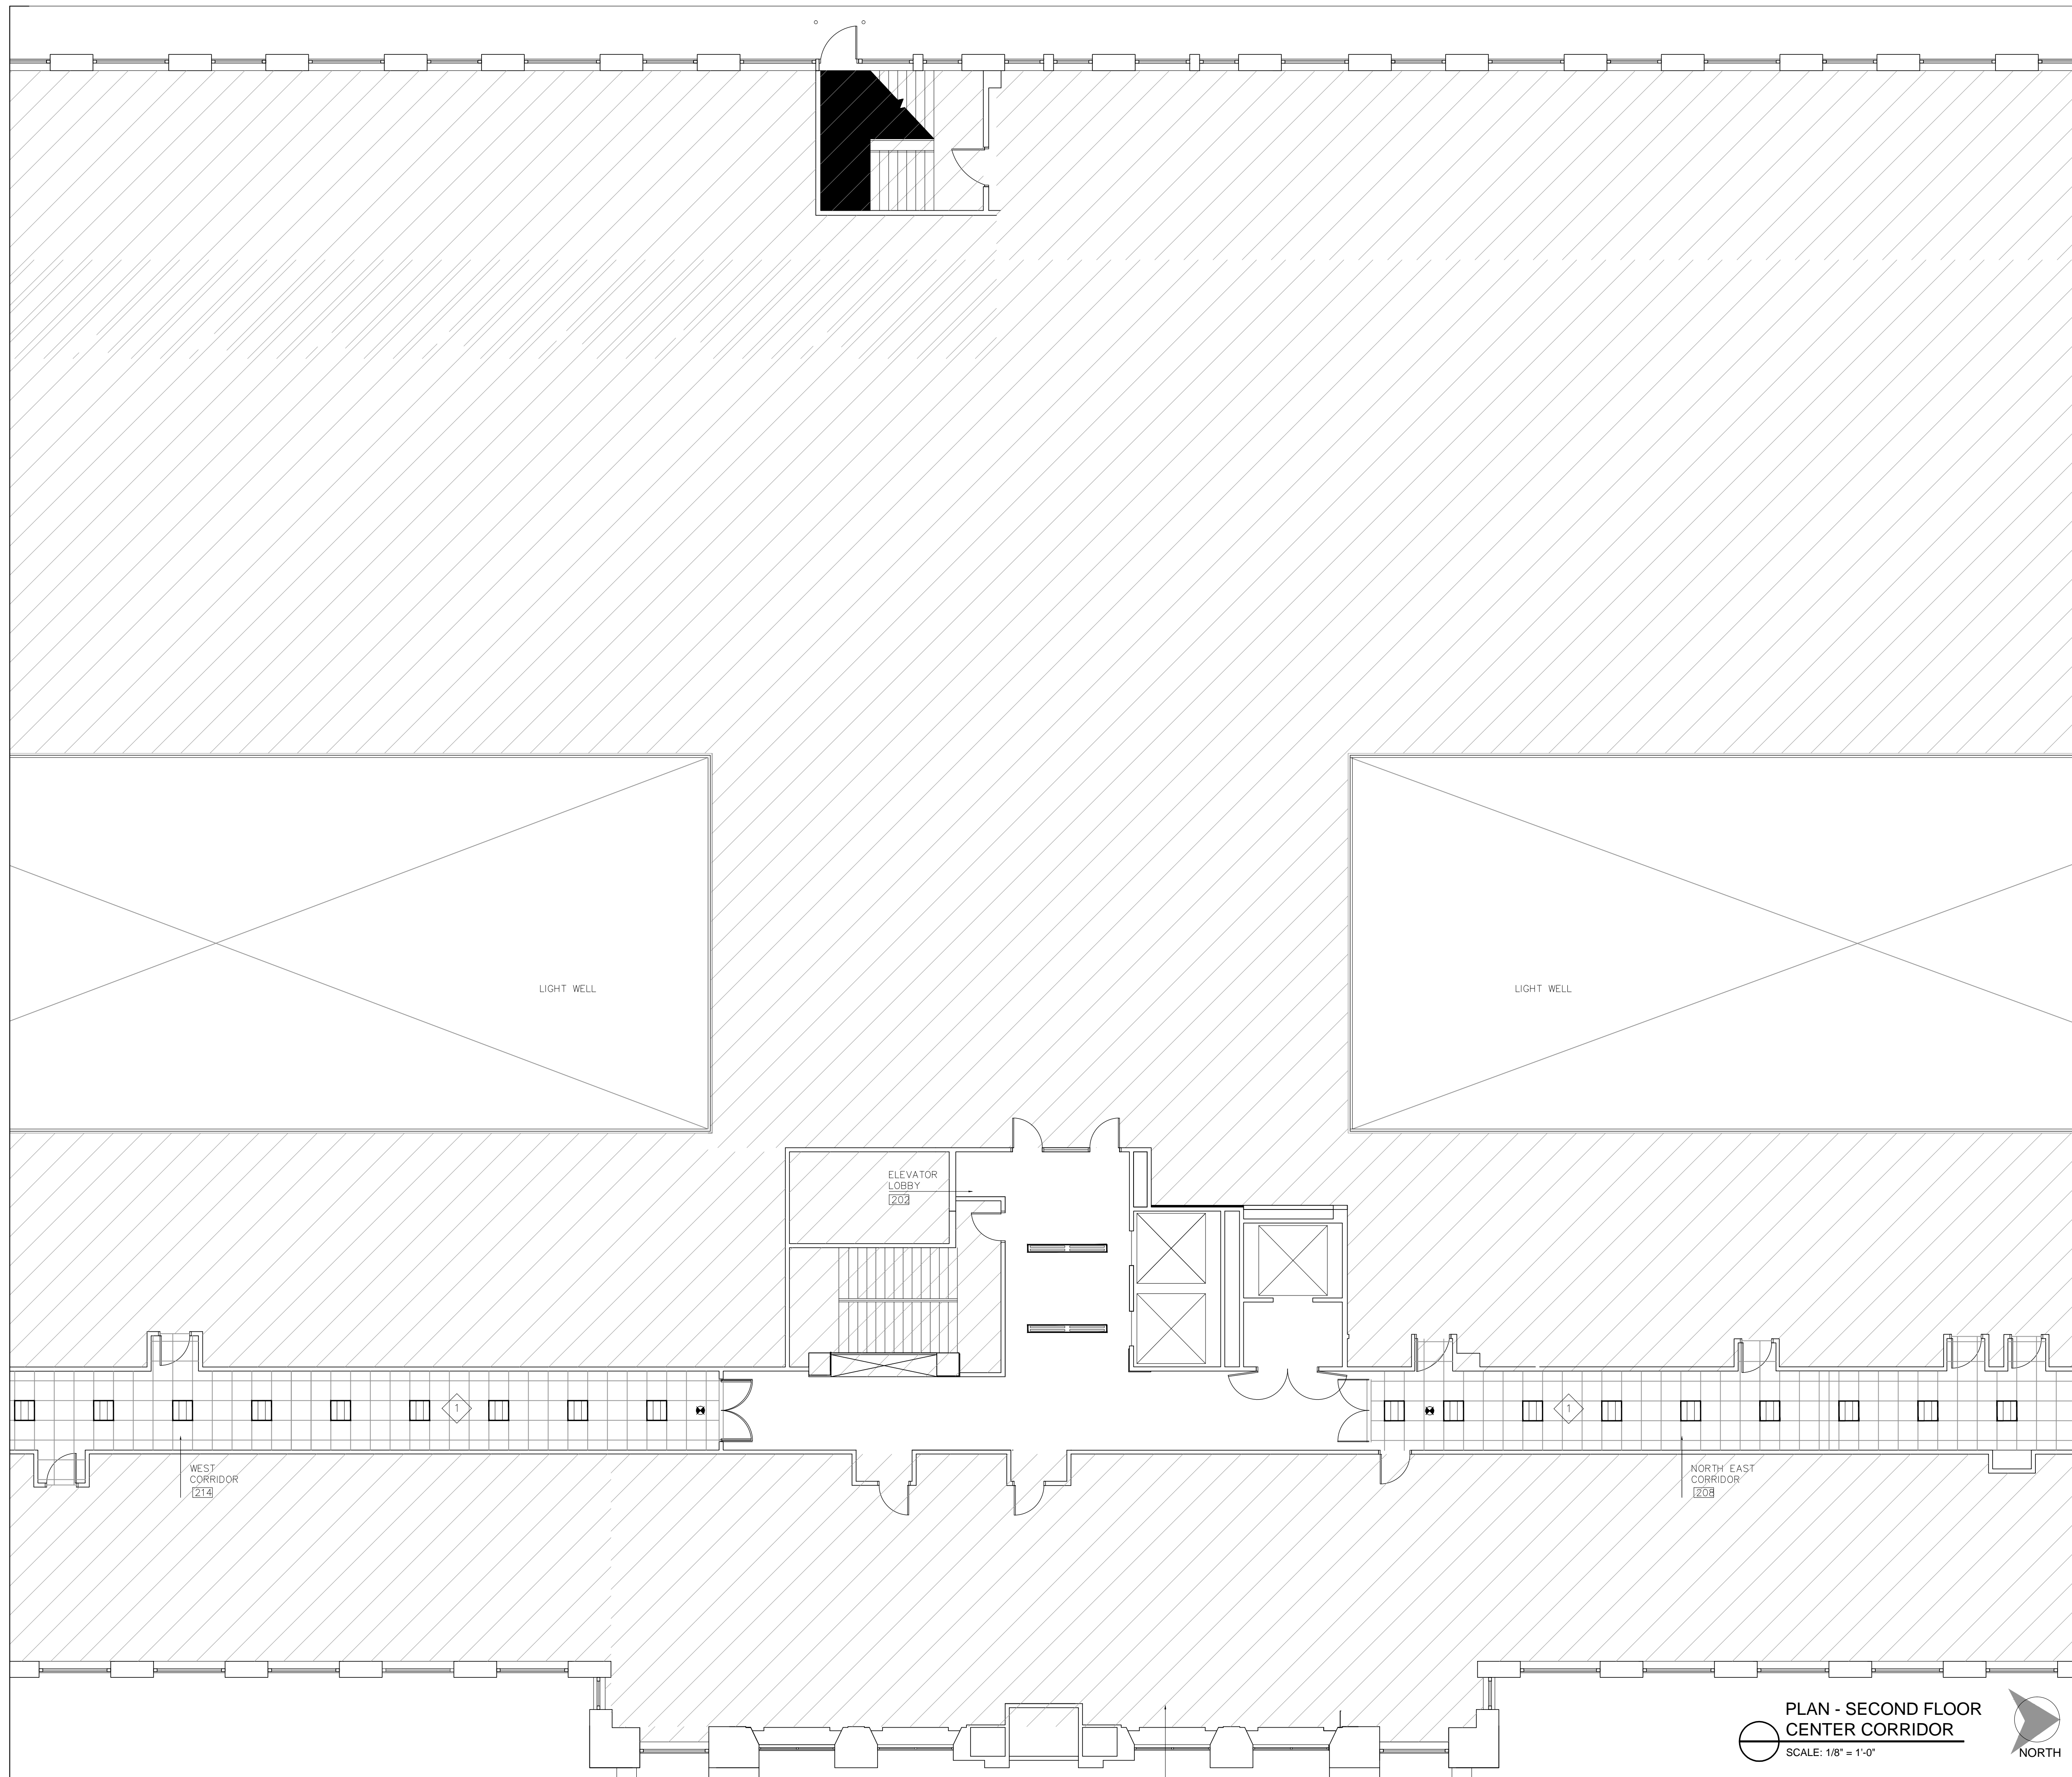 LIGHT WELL
LIGHT WELL
ELEVATOR
LOBBY
202
1
1
WEST
CORRIDOR
214
NORTH EAST
CORRIDOR
208
PLAN - SECOND FLOOR
CENTER CORRIDOR
SCALE: 1/8" = 1'-0"
NORTH